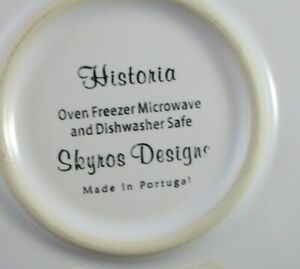 Historia
Oven Freezer Microwave
and Dishwasher Safe
Skyros Designs
Made in Portugal